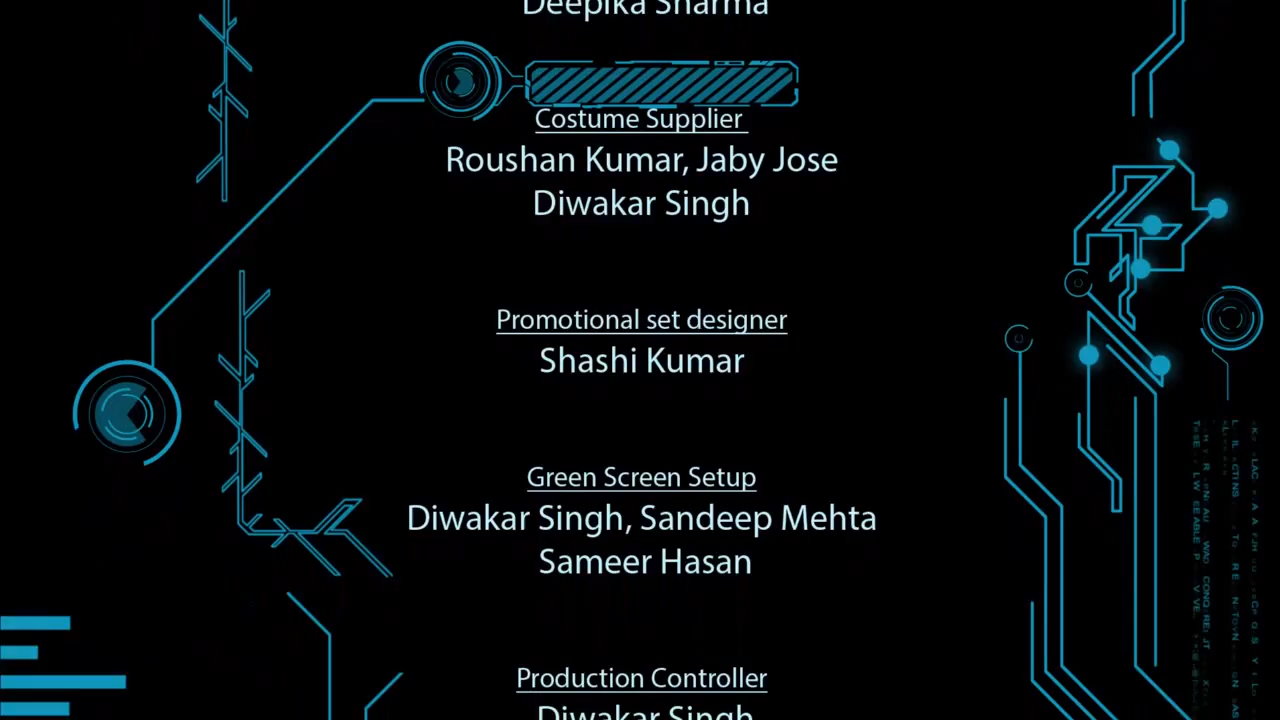 Deepika Sharma
Costume Supplier
Roushan Kumar, Jaby Jose
Diwakar Singh
Promotional set designer
Shashi Kumar
Green Screen Setup
Diwakar Singh, Sandeep Mehta
Sameer Hasan
Production Controller
Diwakar Singh